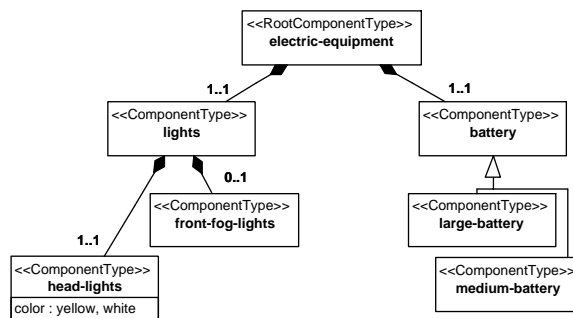 <<RootComponentType>>
electric-equipment
1..1
1..1
<<ComponentType>>
lights
<<ComponentType>>
battery
0..1
<<ComponentType>>
front-fog-lights
<<ComponentType>>
large-battery
1..1
<<ComponentType>>
head-lights
color : yellow, white
<<ComponentType>>
medium-battery